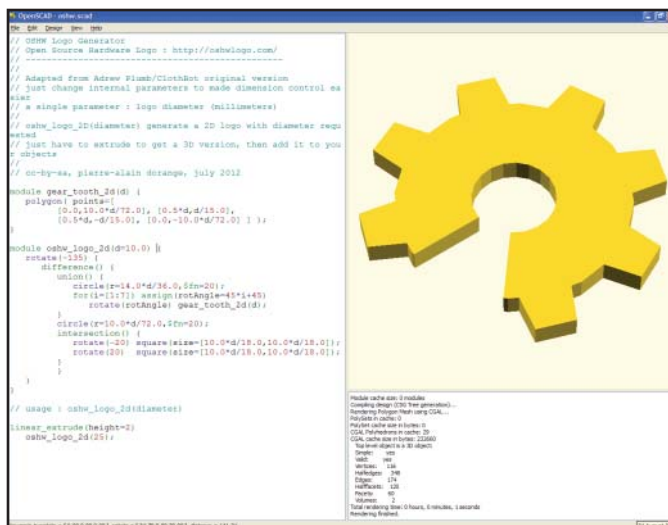 OpenSCAD - oshw.scad
File Edit Design View Help
// OSHW Logo Generator
// Open Source Hardware Logo : http://oshwlogo.com/
// -------------------------------------------------
//
// Adapted from Adrew Plumb/ClothBot original version
// just change internal parameters to made dimension control ea
sier
// a single parameter : logo diameter (millimeters)
//
// oshw_logo_2D(diameter) generate a 2D logo with diameter requ
ested
// just have to extrude to get a 3D version, then add it to you
r objects
//
// cc-by-sa, pierre-alain dorange, july 2012
module gear_tooth_2d(d) {
polygon( points=[
[0.0,10.0*d/72.0], [0.5*d,d/15.0],
[0.5*d,-d/15.0], [0.0,-10.0*d/72.0] ] );
}
module oshw_logo_2d(d=10.0) {
rotate(-135) {
difference() {
union() {
circle(r=14.0*d/36.0,$fn=20);
for(i=[1:7]) assign(rotAngle=45*i+45)
rotate(rotAngle) gear_tooth_2d(d);
}
circle(r=10.0*d/72.0,$fn=20);
intersection() {
rotate(-20) square(size=[10.0*d/18.0,10.0*d/18.0]);
rotate(20) square(size=[10.0*d/18.0,10.0*d/18.0]);
}
}
}
}
// usage : oshw_logo_2d(diameter)
linear_extrude(height=2)
oshw_logo_2d(25);
Module cache size: 0 modules
Compiling design (CSG Tree generation)...
Rendering Polygon Mesh using CGAL...
PolySets in cache: 0
PolySet cache size in bytes: 0
CGAL Polyhedrons in cache: 29
CGAL cache size in bytes:
Top level object is a 3D object:
Simple: yes
Valid: yes
Vertices: 116
Halfedges: 348
Edges: 174
Halffacets: 120
Facets: 60
Volumes: 2
Total rendering time: 0 hours, 0 minutes, 1 seconds
Rendering finished.